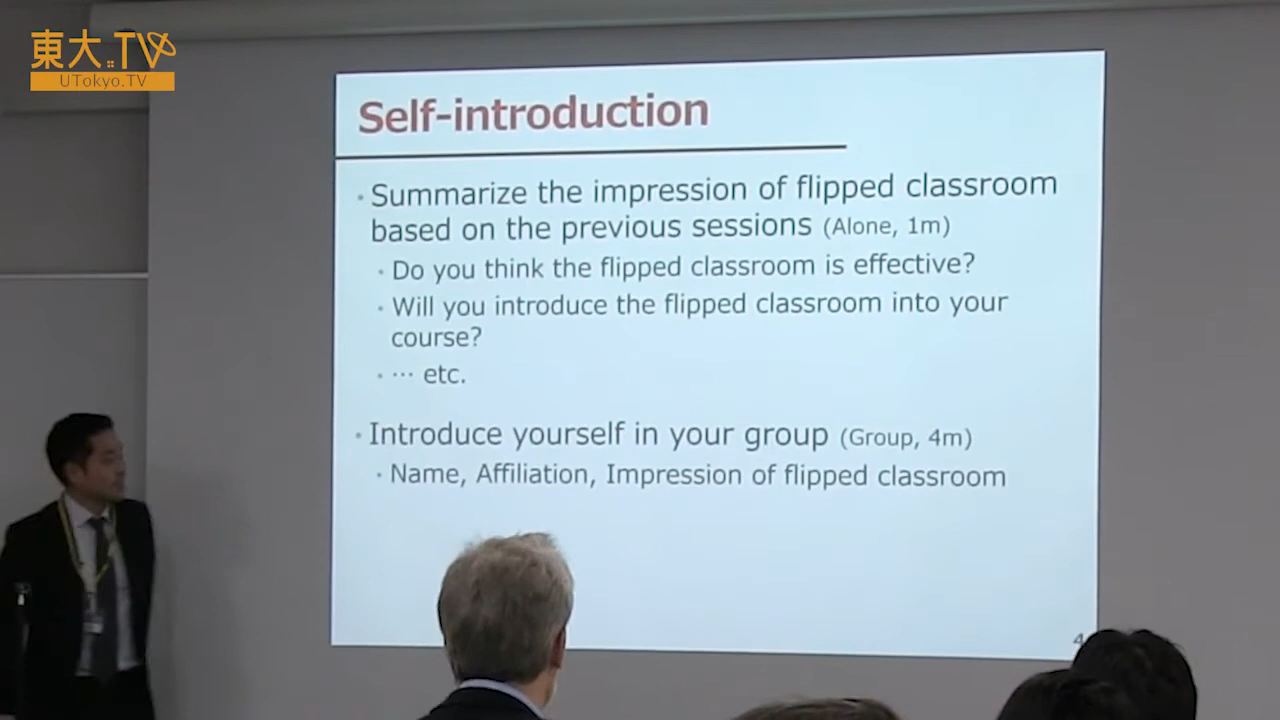 東大.TV
UTokyo.TV
Self-introduction
• Summarize the impression of flipped classroom
based on the previous sessions (Alone, 1m)
• Do you think the flipped classroom is effective?
• Will you introduce the flipped classroom into your
course?
• … etc.
• Introduce yourself in your group (Group, 4m)
• Name, Affiliation, Impression of flipped classroom
4